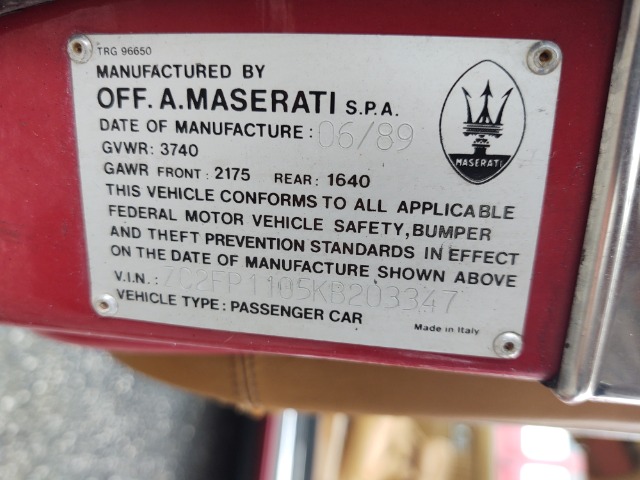 TRG 96650
MANUFACTURED BY
OFF. A.MASERATI S.P.A.
DATE OF MANUFACTURE : 06/89
GVWR: 3740
GAWR FRONT : 2175 REAR: 1640
THIS VEHICLE CONFORMS TO ALL APPLICABLE
FEDERAL MOTOR VEHICLE SAFETY, BUMPER
AND THEFT PREVENTION STANDARDS IN EFFECT
ON THE DATE OF MANUFACTURE SHOWN ABOVE
V.I.N.: ZC2FP1105KB203347
VEHICLE TYPE: PASSENGER CAR
Made in Italy
MASERATI